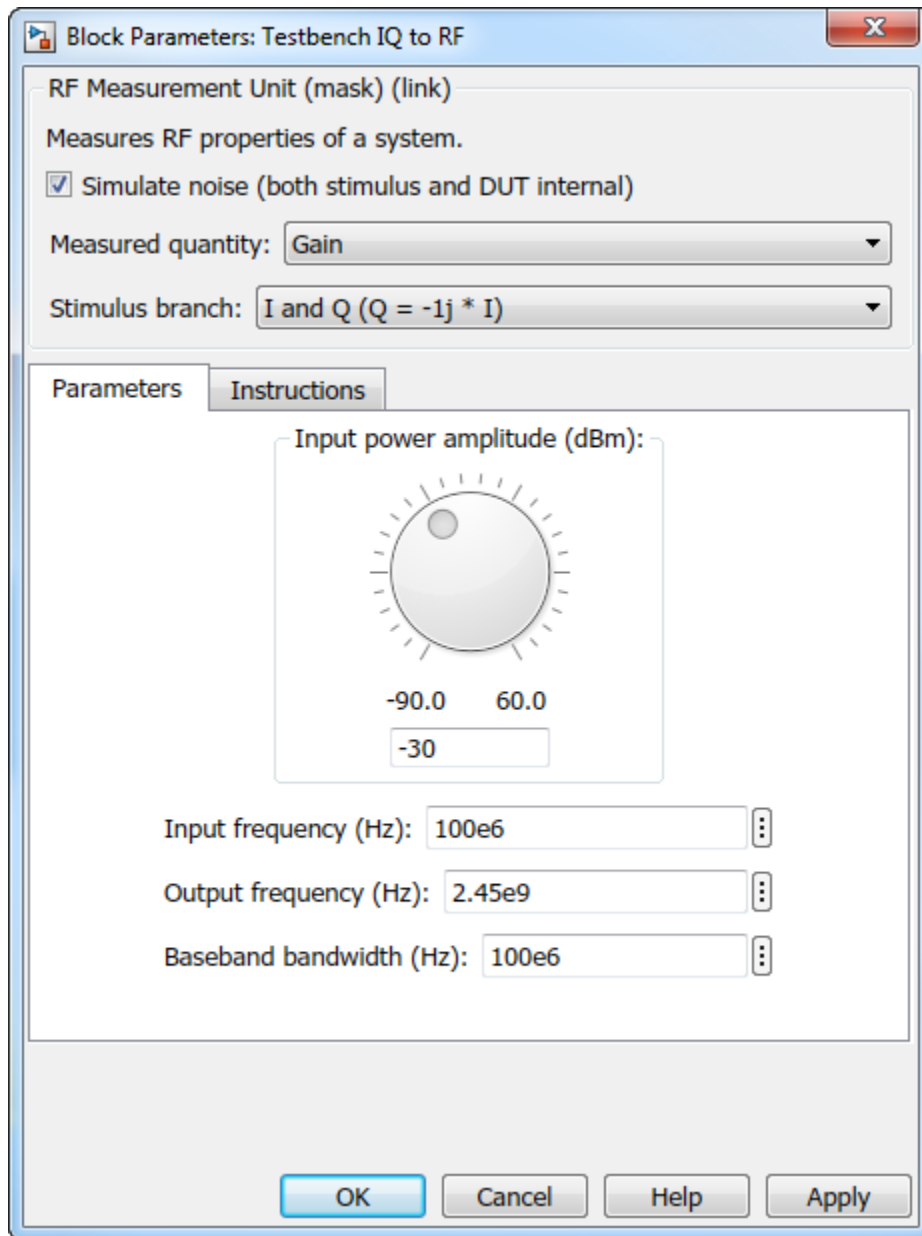 Block Parameters: Testbench IQ to RF
RF Measurement Unit (mask) (link)
Measures RF properties of a system.
Simulate noise (both stimulus and DUT internal)
Measured quantity: Gain
Stimulus branch: I and Q (Q = -1j * I)
Parameters Instructions
Input power amplitude (dBm):
-90.0 60.0
-30
Input frequency (Hz): 100e6
Output frequency (Hz): 2.45e9
Baseband bandwidth (Hz): 100e6
OK Cancel Help Apply